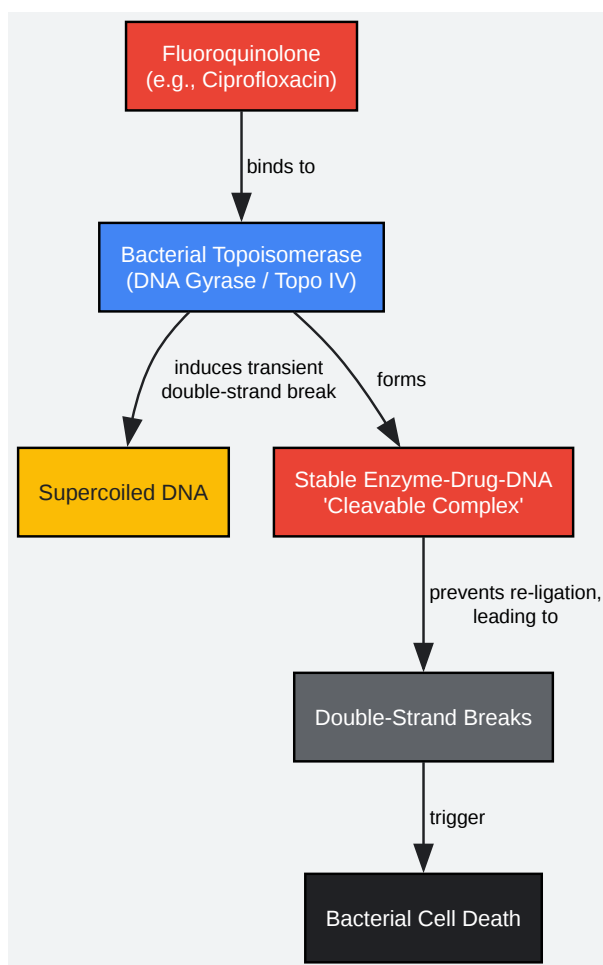 Fluoroquinolone
(e.g., Ciprofloxacin)
binds to
Bacterial Topoisomerase
(DNA Gyrase / Topo IV)
induces transient
double-strand break
forms
Supercoiled DNA
Stable Enzyme-Drug-DNA
'Cleavable Complex'
prevents re-ligation,
leading to
Double-Strand Breaks
trigger
Bacterial Cell Death